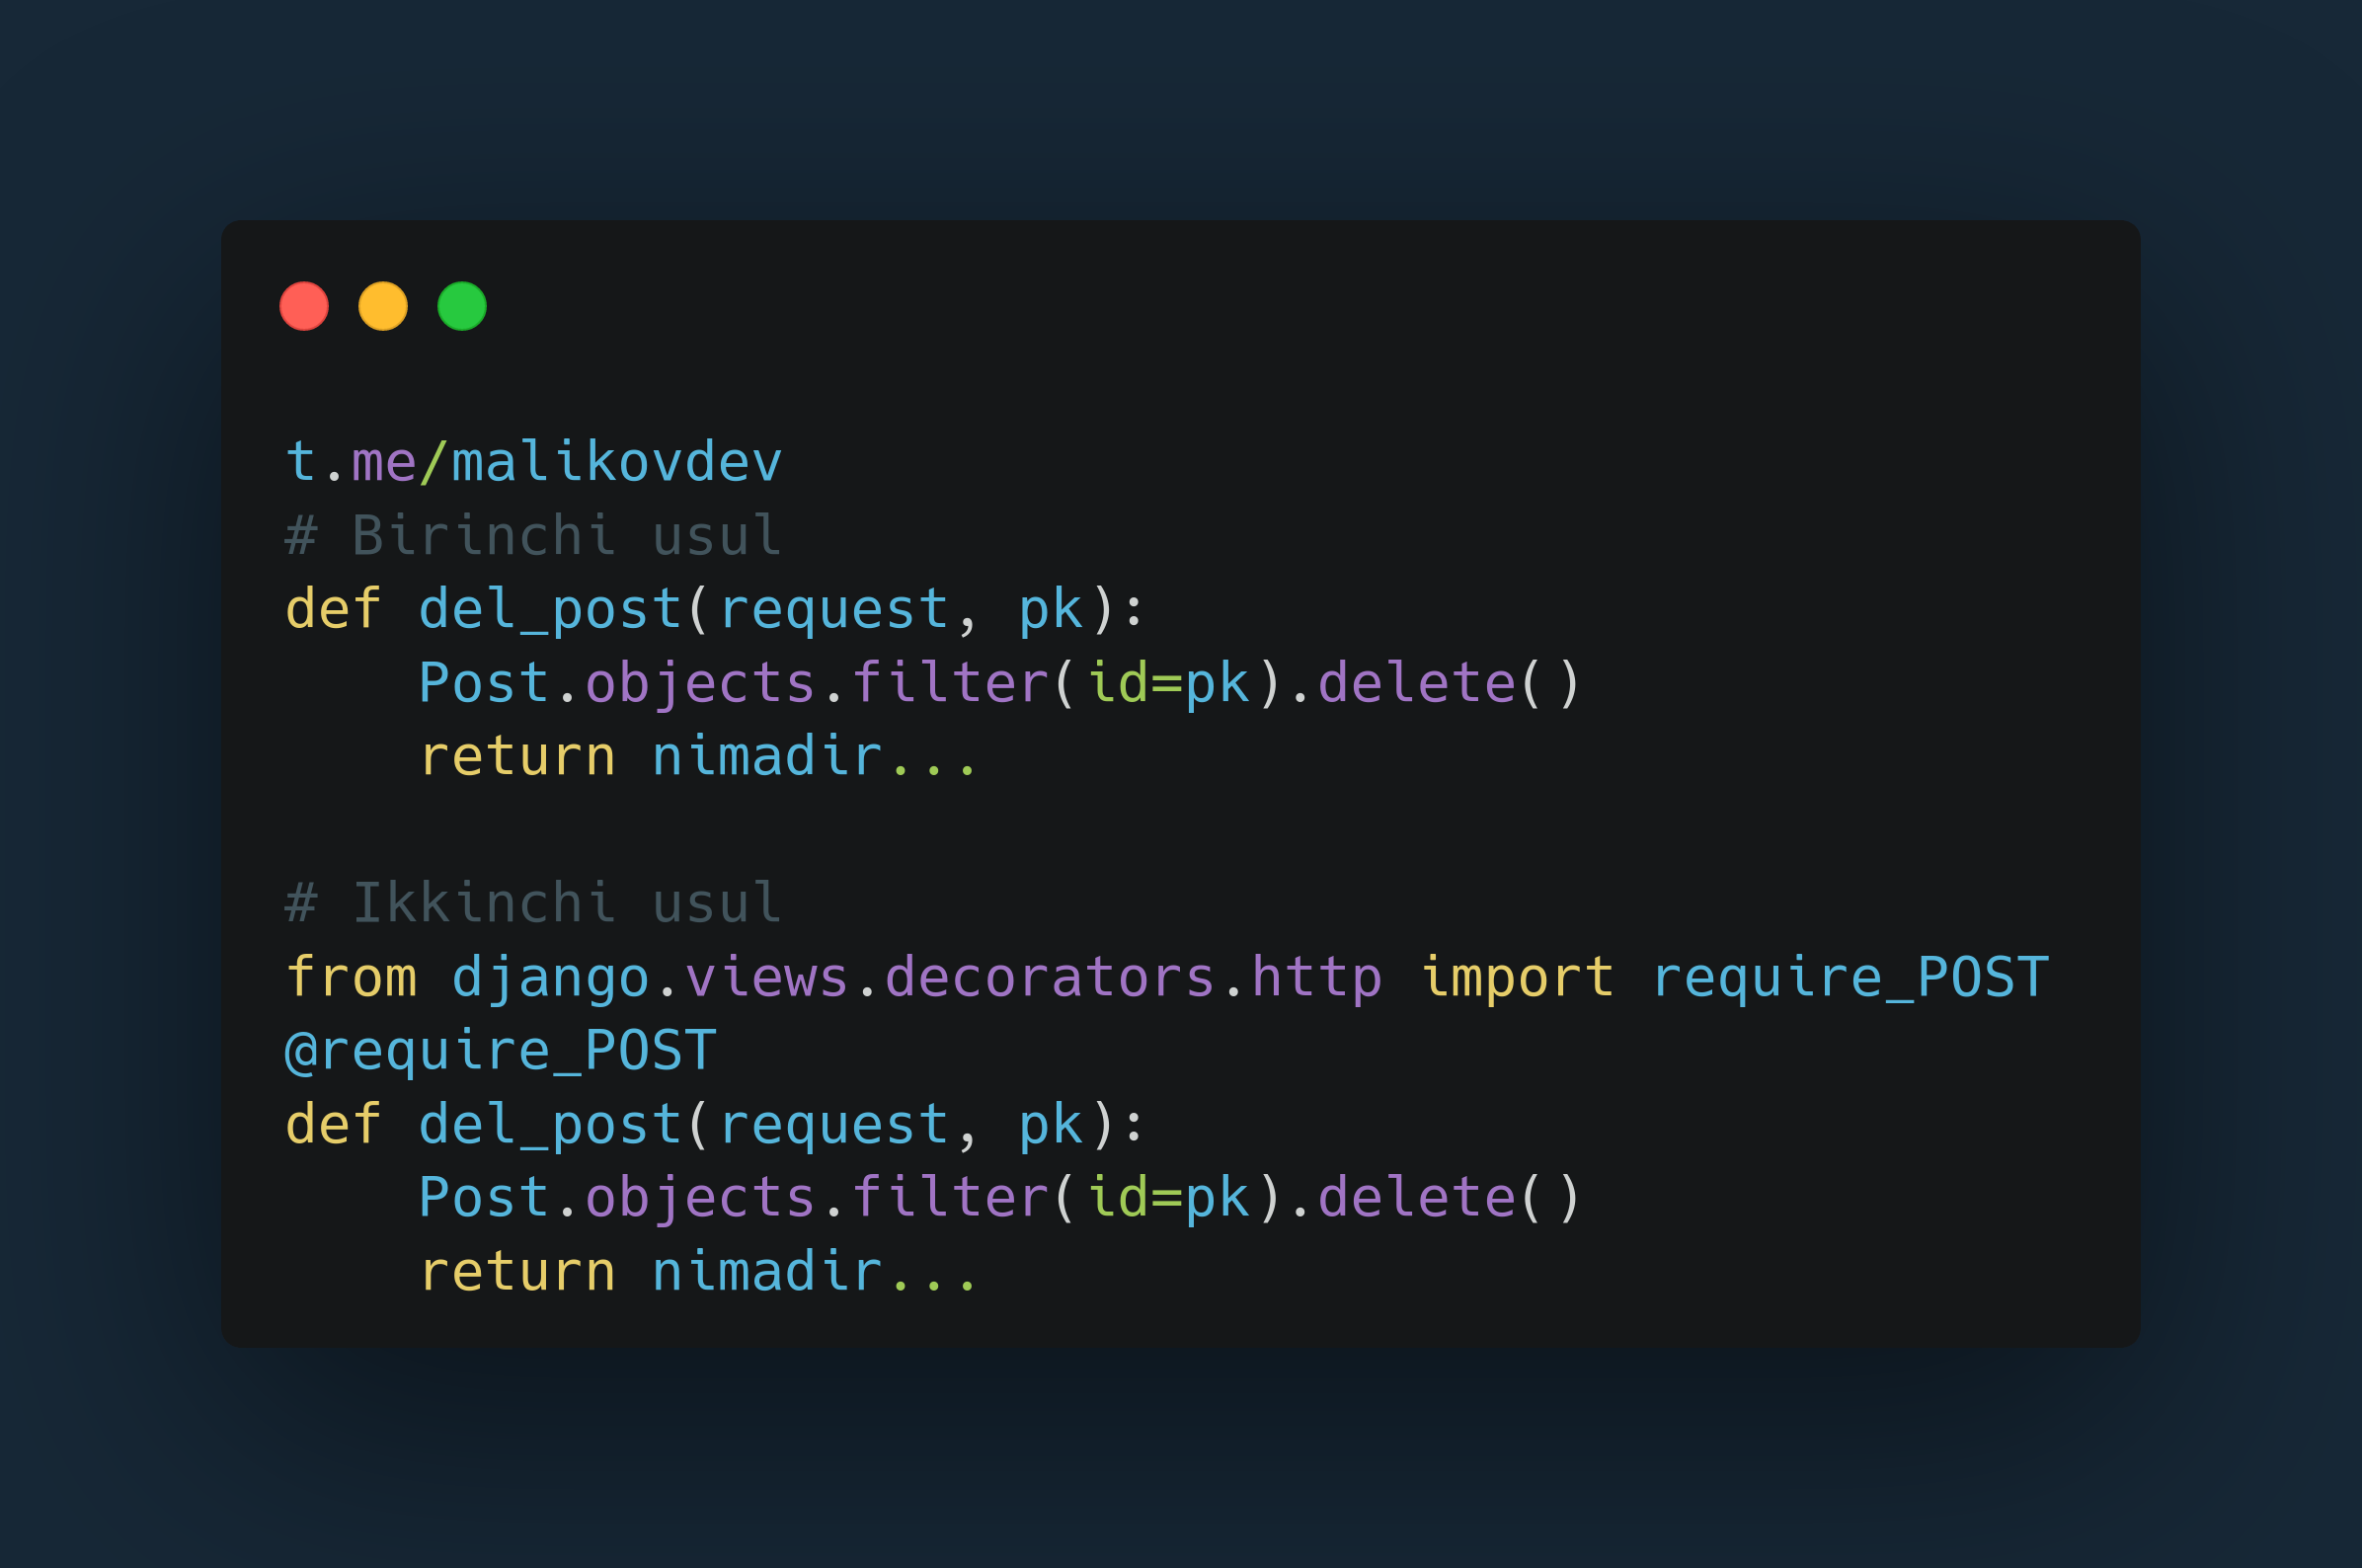 t.me/malikovdev
# Birinchi usul
def del_post(request, pk):
    Post.objects.filter(id=pk).delete()
    return nimadir...

# Ikkinchi usul
from django.views.decorators.http import require_POST
@require_POST
def del_post(request, pk):
    Post.objects.filter(id=pk).delete()
    return nimadir...